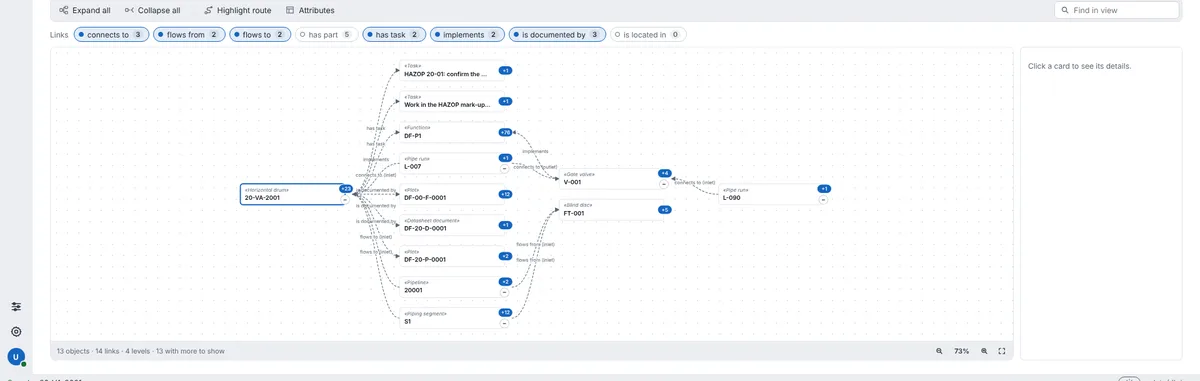 Expand all
Collapse all
Highlight route
Attributes
Find in view
Links
connects to 3
flows from 2
flows to 2
has part 5
has task 2
implements 2
is documented by 3
is located in 0
Click a card to see its details.
«Task»
HAZOP 20-01: confirm the ...
+1
«Task»
Work in the HAZOP mark-up...
+1
has task
«Function»
DF-P1
+76
has task
implements
«Pipe run»
L-007
+1
implements
connects to (outlet)
connects to (inlet)
«Gate valve»
V-001
+4
connects to (inlet)
«Horizontal drum»
20-VA-2001
+23
is documented by
DF-00-F-0001
+12
«Pipe run»
L-090
+1
is documented by
«Blind disc»
FT-001
+5
is documented by
«Datasheet document»
DF-20-D-0001
+1
flows to (inlet)
flows to (inlet)
flows from (inlet)
flows from (inlet)
DF-20-P-0001
+2
«Pipeline»
20001
+2
«Piping segment»
S1
+12
13 objects · 14 links · 4 levels · 13 with more to show
73%
U